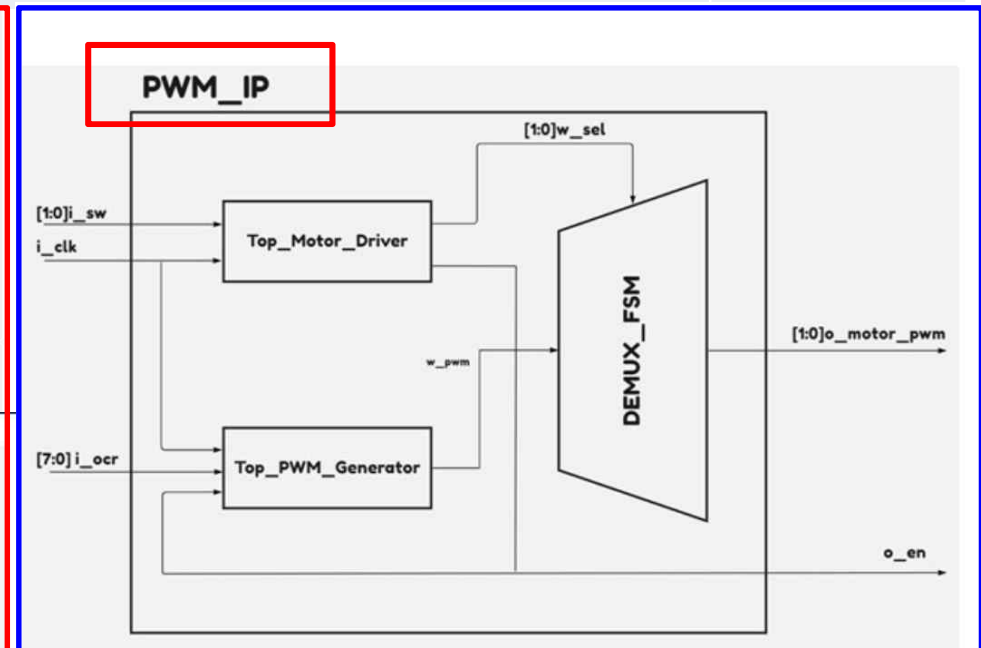 PWM_IP
[1:0]w_sel
[1:0]i_sw
i_clk
Top_Motor_Driver
DEMUX_FSM
[1:0]o_motor_pwm
w_pwm
[7:0] i_ocr
Top_PWM_Generator
o_en